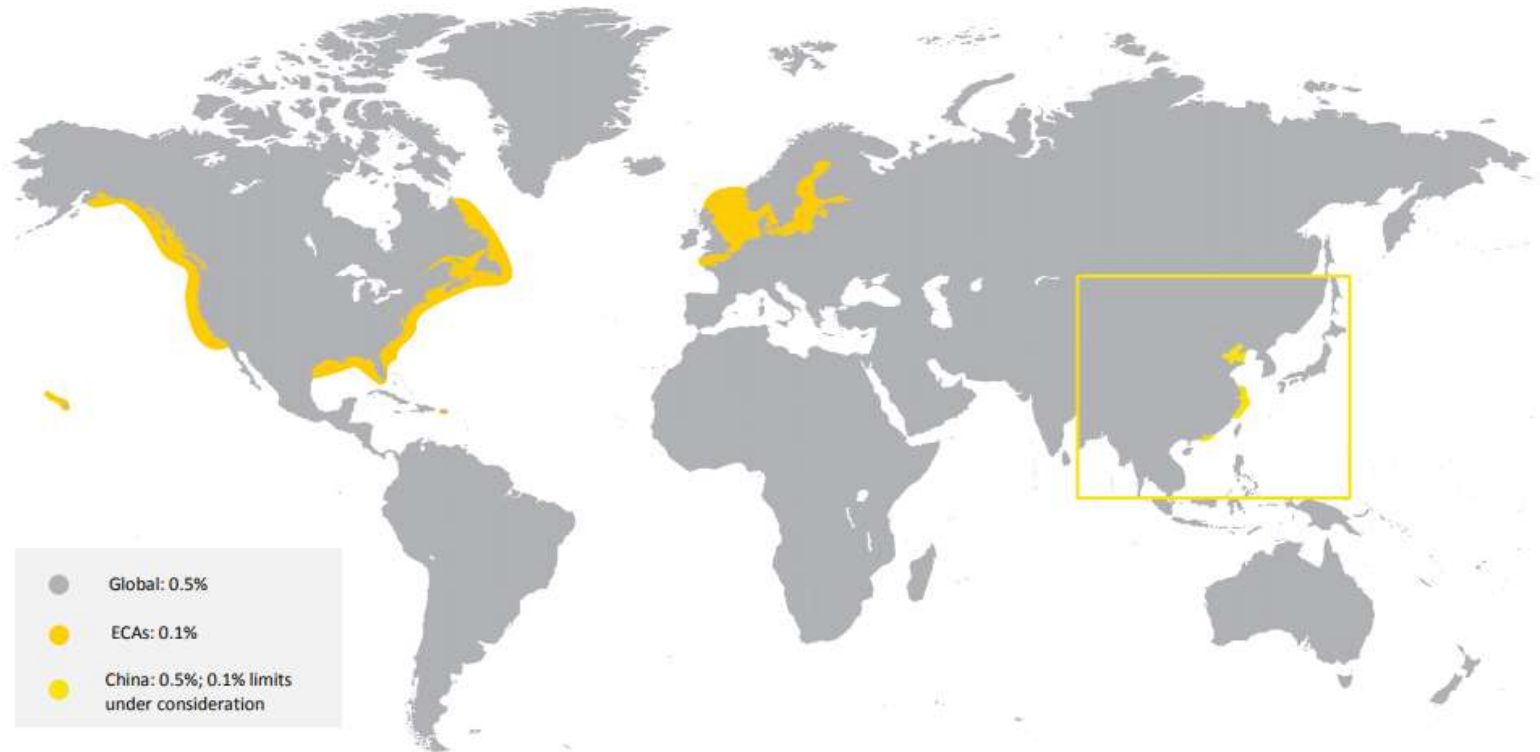 Global: 0.5%
ECAs: 0.1%
China: 0.5%; 0.1% limits
under consideration